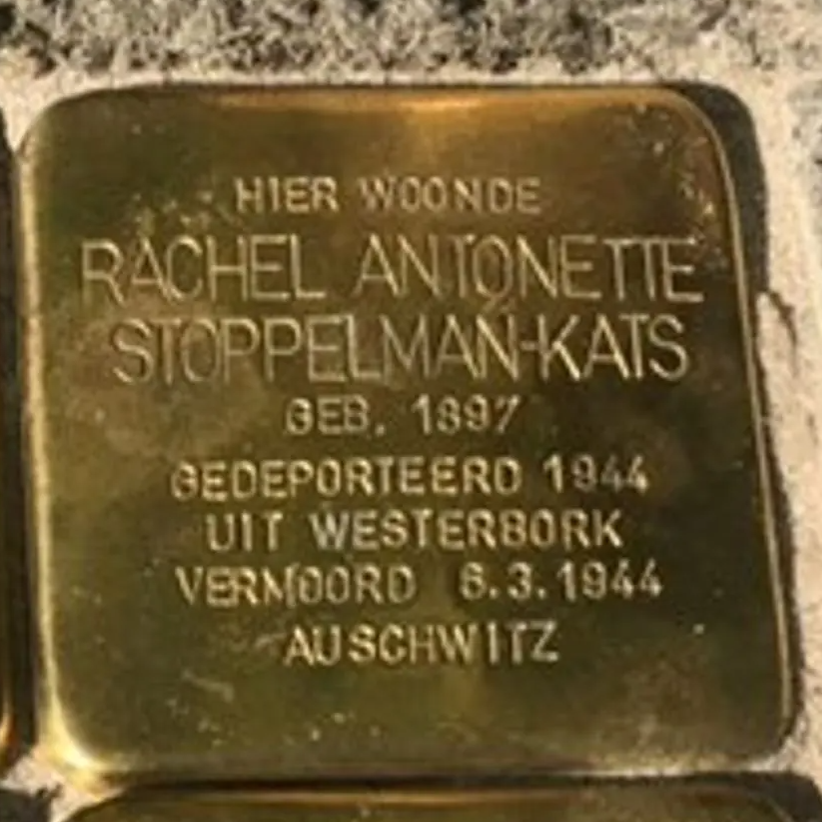 HIER WOONDE
RACHEL ANTONETTE
STOPPELMAN-KATS
GEB. 1897
GEDEPORTEERD 1944
UIT WESTERBORK
VERMOORD 6.3.1944
AUSCHWITZ